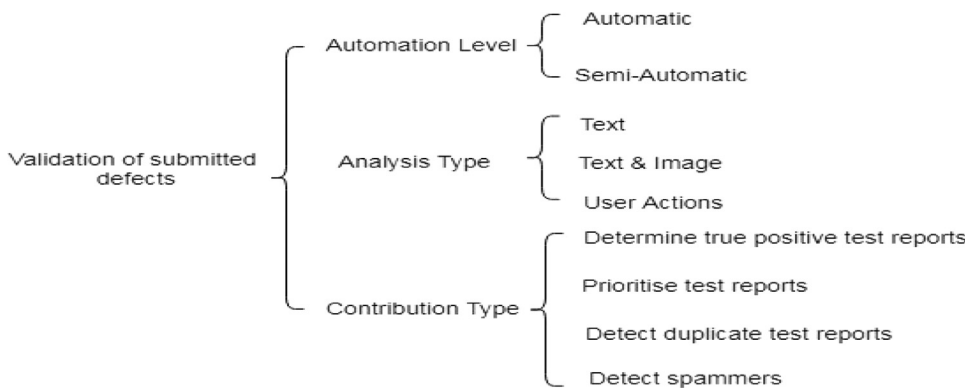 Validation of submitted
defects
Automation Level
Automatic
Semi-Automatic
Analysis Type
Text
Text & Image
User Actions
Contribution Type
Determine true positive test reports
Prioritise test reports
Detect duplicate test reports
Detect spammers